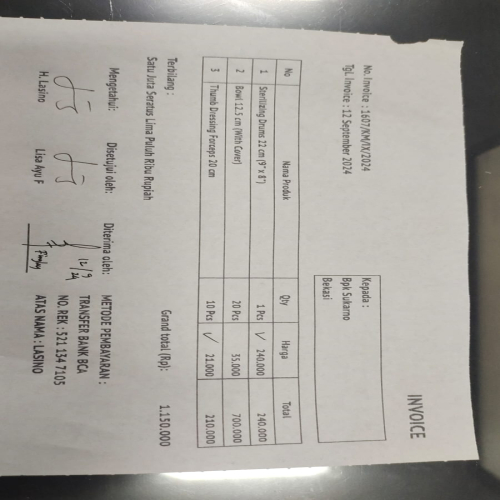 INVOICE
No. Invoice : 1607/KM/IX/2024
Tgl. Invoice : 12 September 2024
Kepada :
Bpk Sukarno
Bekasi
No Nama Produk Qty Harga Total
1 Sterilizing Drums 22 cm (9"x 8") 1 Pcs 240.000 240.000
2 Bowl 12.5 cm (With Cover) 20 Pcs 35.000 700.000
3 Thumb Dressing Forceps 20 cm 10 Pcs 21.000 210.000
Grand total (Rp): 1.150.000
Terbilang :
Satu Juta Seratus Lima Puluh Ribu Rupiah
Mengetahui: Disetujui oleh: Diterima oleh:
12/9
24
H. Lasino Lisa Ayu F
METODE PEMBAYARAN :
TRANSFER BANK BCA
NO. REK : 521 134 7105
ATAS NAMA : LASINO